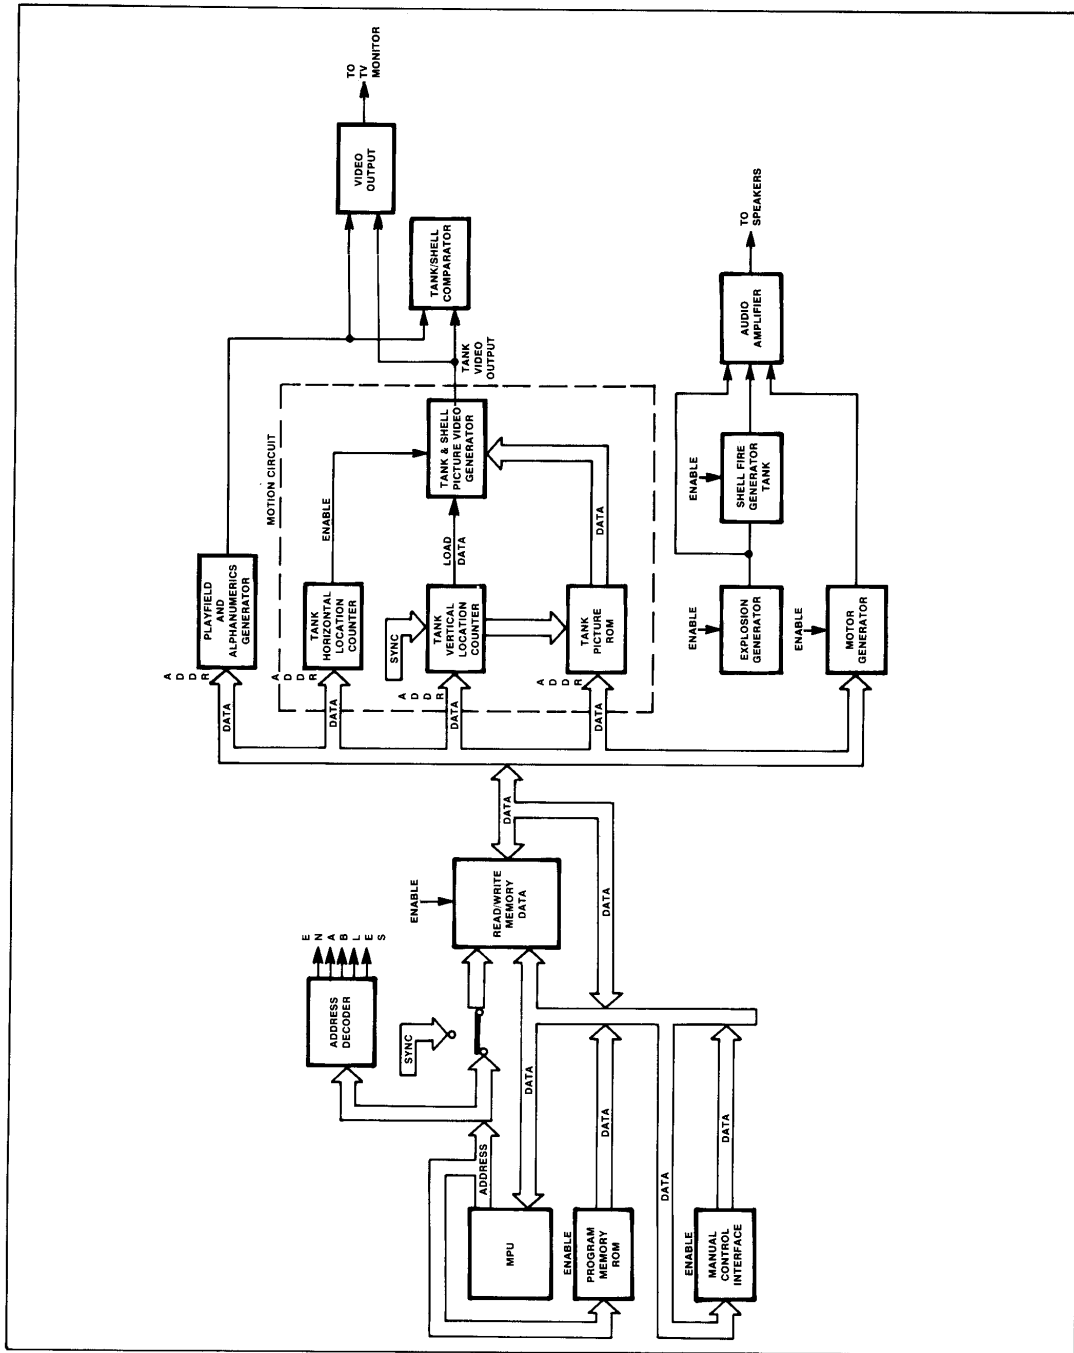 TO
TV
MONITOR
VIDEO
OUTPUT
TANK/SHELL
COMPARATOR
TANK
VIDEO
OUTPUT
MOTION CIRCUIT
TANK & SHELL
PICTURE VIDEO
GENERATOR
ENABLE
LOAD
DATA
DATA
PLAYFIELD
AND
ALPHANUMERICS
GENERATOR
ADDR
DATA
TANK
HORIZONTAL
LOCATION
COUNTER
ADDR
DATA
SYNC
TANK
VERTICAL
LOCATION
COUNTER
ADDR
DATA
TANK
PICTURE
ROM
ADDR
DATA
TO
SPEAKERS
AUDIO
AMPLIFIER
ENABLE
SHELL FIRE
GENERATOR
TANK
ENABLE
EXPLOSION
GENERATOR
ENABLE
MOTOR
GENERATOR
DATA
ENABLE
READ/WRITE
MEMORY
DATA
DATA
ENABLES
ADDRESS
DECODER
SYNC
ADDRESS
DATA
MPU
ENABLE
PROGRAM
MEMORY
ROM
DATA
DATA
ENABLE
MANUAL
CONTROL
INTERFACE
DATA